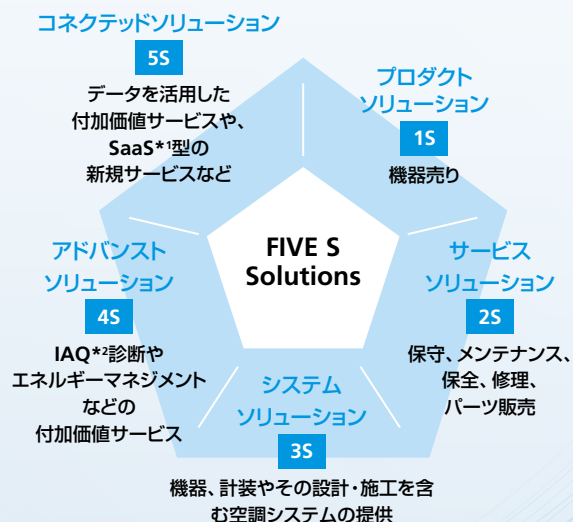 コネクテッドソリューション
5S
データを活用した
付加価値サービスや、
SaaS*1型の
新規サービスなど
プロダクト
ソリューション
1S
機器売り
FIVE S
Solutions
アドバンスト
ソリューション
4S
IAQ*2診断や
エネルギーマネジメント
などの
付加価値サービス
サービス
ソリューション
2S
保守、メンテナンス、
保全、修理、
パーツ販売
システム
ソリューション
3S
機器、計装やその設計・施工を含
む空調システムの提供